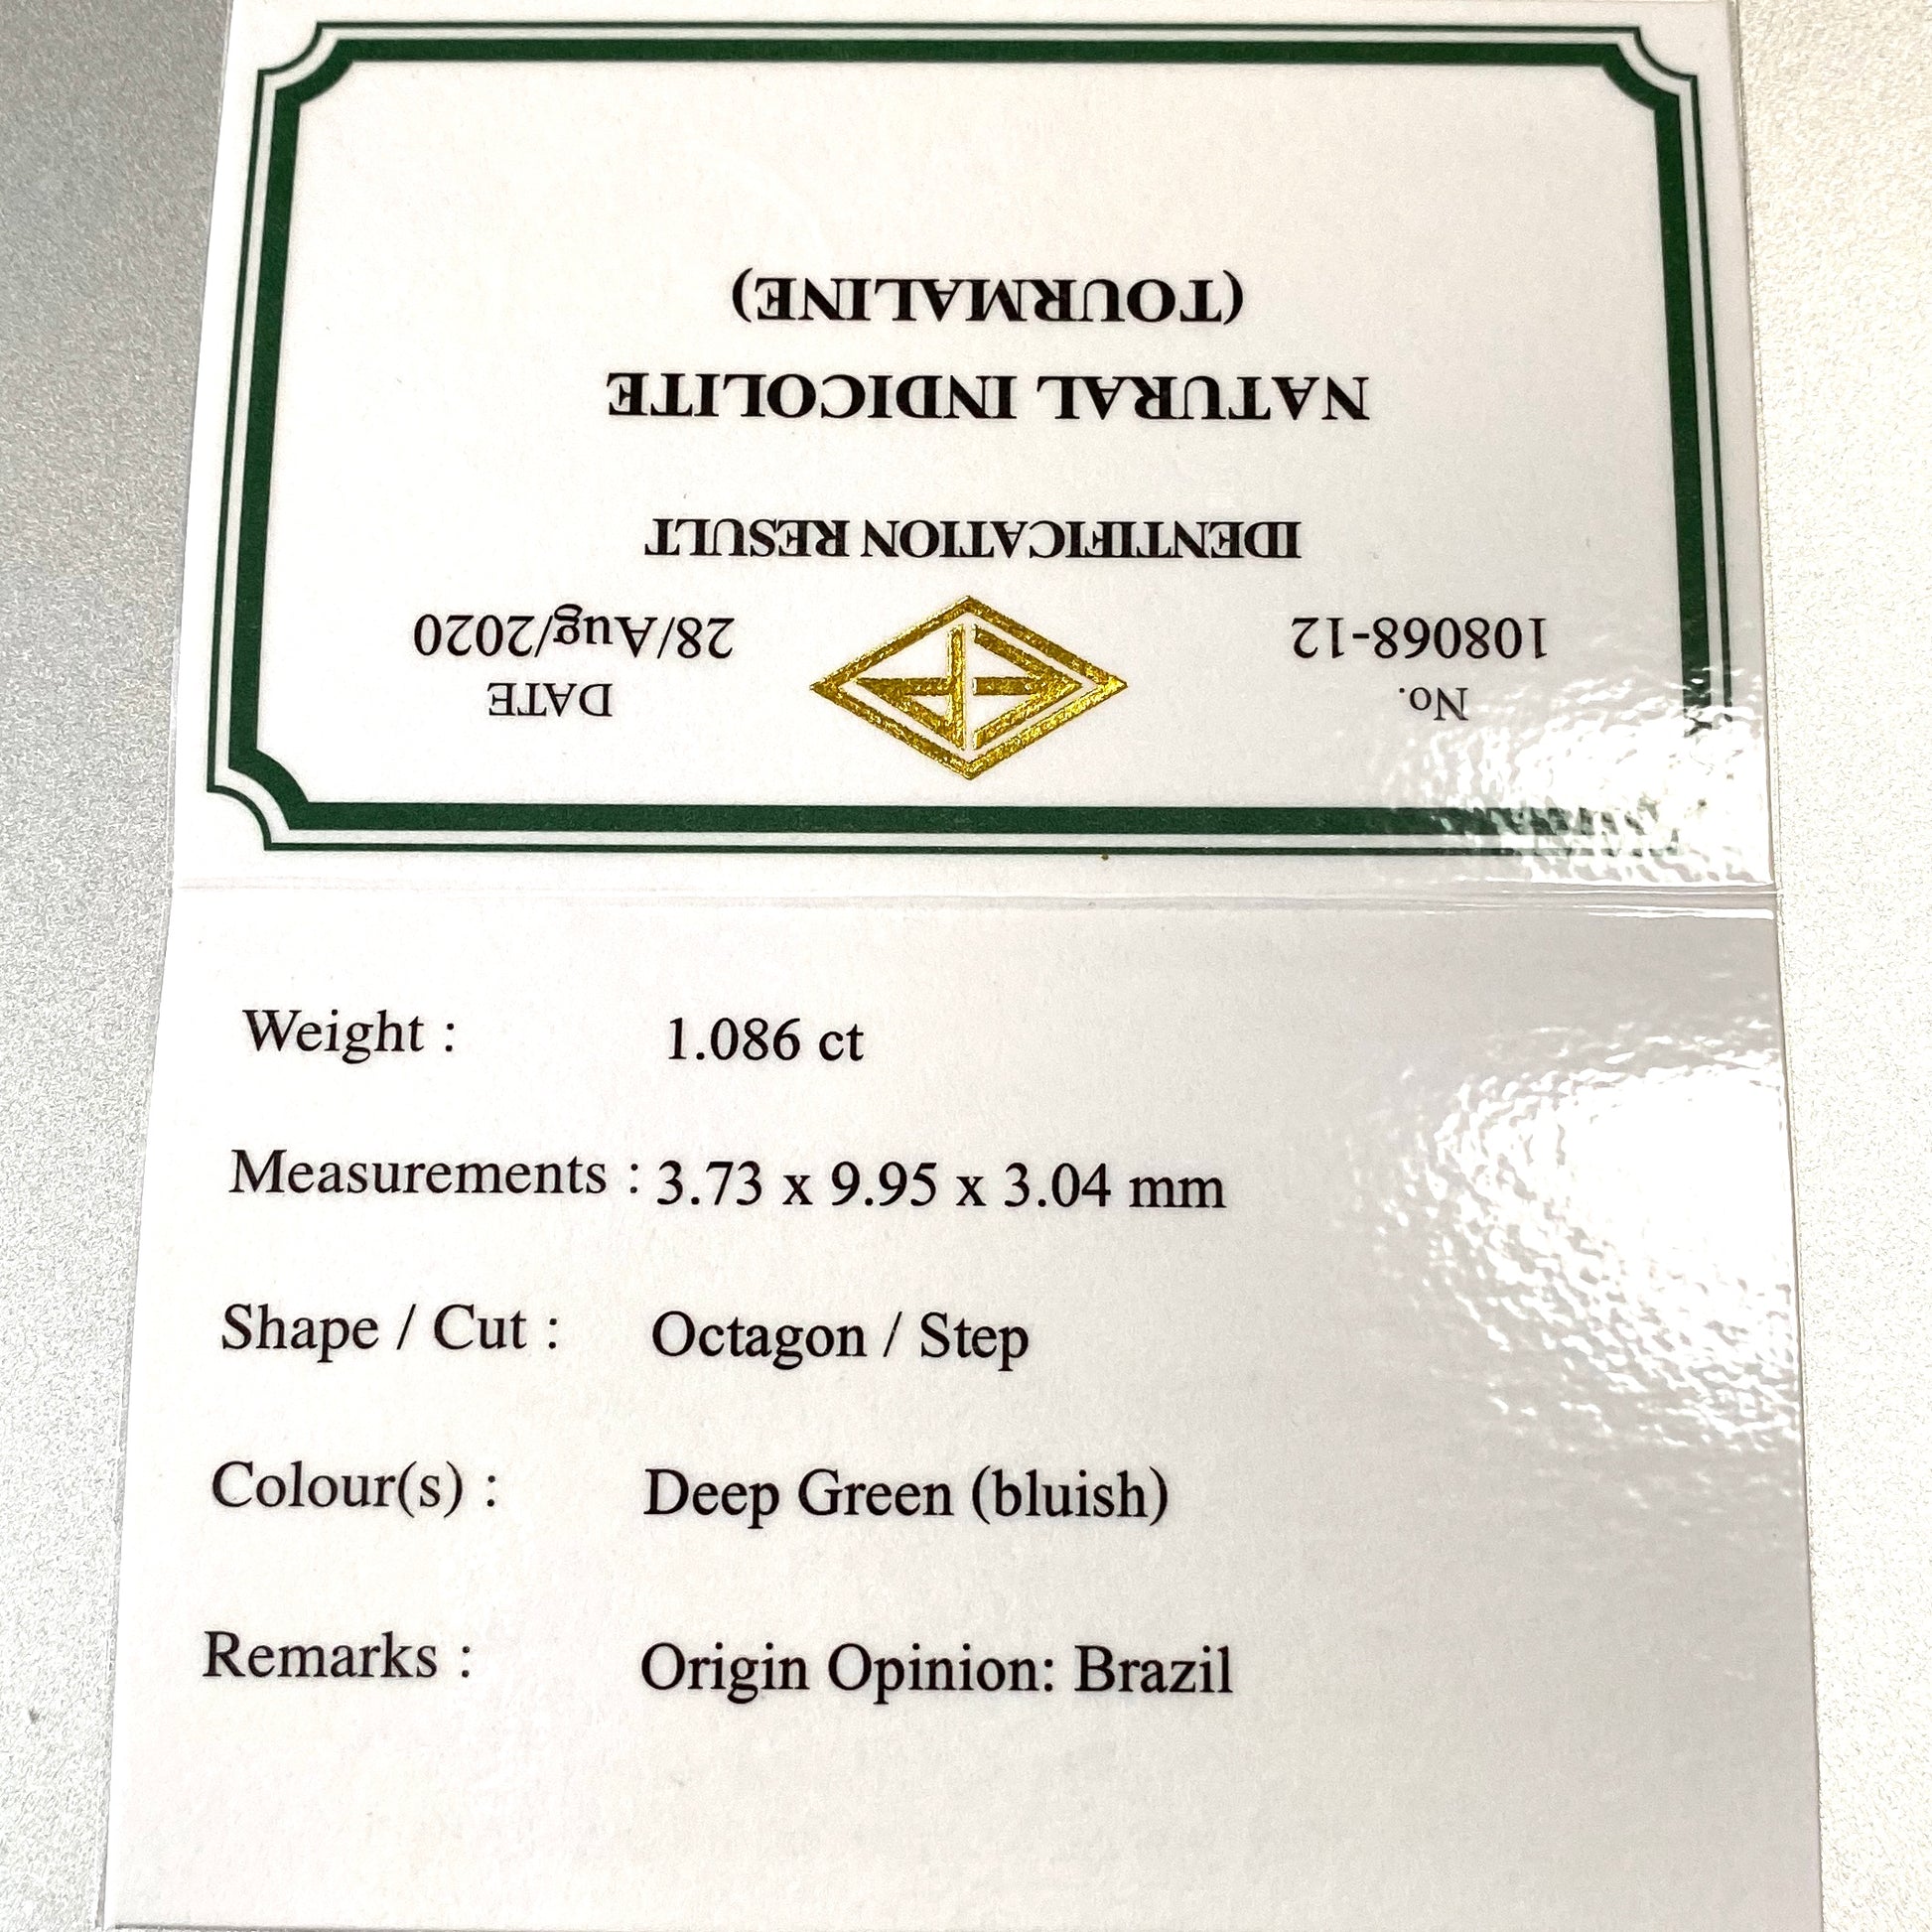 No.
108068-12
DATE
28/Aug/2020
IDENTIFICATION RESULT
NATURAL INDICOLITE
(TOURMALINE)
Weight : 1.086 ct
Measurements : 3.73 x 9.95 x 3.04 mm
Shape / Cut : Octagon / Step
Colour(s) : Deep Green (bluish)
Remarks : Origin Opinion: Brazil